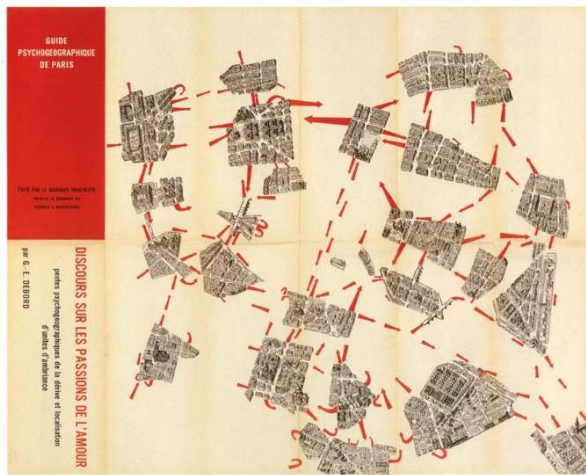 GUIDE
PSYCHOGEOGRAPHIQUE
DE PARIS
EDITÉ PAR LE BAUHAUS IMAGINISTE
DISCOURS SUR LES PASSIONS DE L'AMOUR
pentes psychogéographiques de la dérive et localisation
d'unités d'ambiance
par G.-E. DEBORD